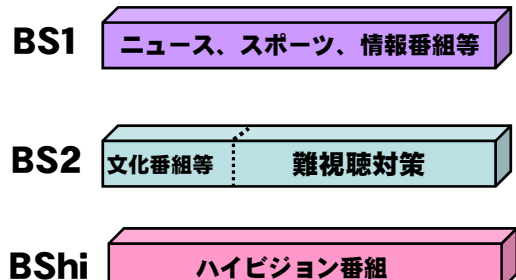 BS1
ニュース、スポーツ、情報番組等
BS2
文化番組等
難視聴対策
BShi
ハイビジョン番組